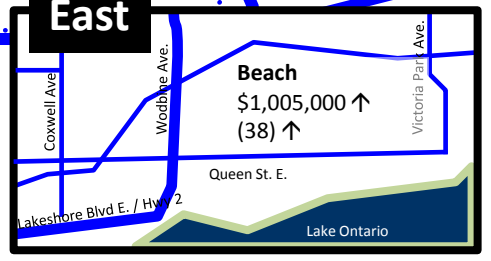 East
Coxwell Ave.
Wodbine Ave.
Beach
$1,005,000 ↑
(38) ↑
Victoria Park Ave.
Queen St. E.
Lakeshore Blvd E. / Hwy 2
Lake Ontario